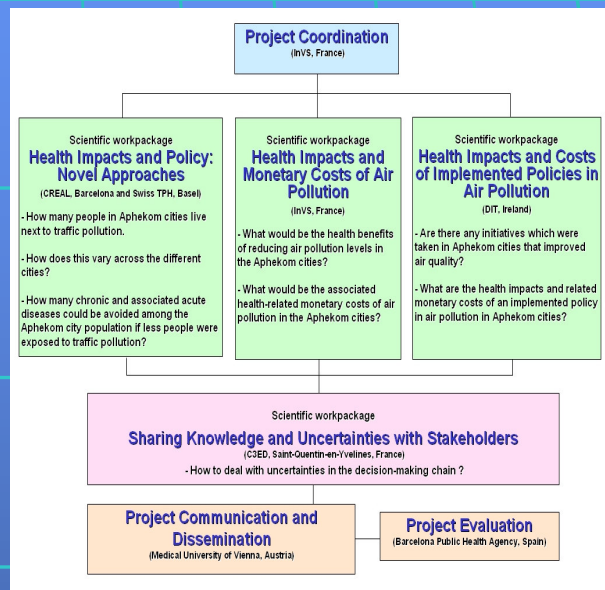 Project Coordination
(InVS, France)
Scientific workpackage
Health Impacts and Policy:
Novel Approaches
(CREAL, Barcelona and Swiss TPH, Basel)
- How many people in Aphekom cities live
next to traffic pollution.
- How does this vary across the different
cities?
- How many chronic and associated acute
diseases could be avoided among the
Aphekom city population if less people were
exposed to traffic pollution?
Scientific workpackage
Health Impacts and
Monetary Costs of Air
Pollution
(InVS, France)
- What would be the health benefits
of reducing air pollution levels in
the Aphekom cities?
- What would be the associated
health-related monetary costs of air
pollution in the Aphekom cities?
Scientific workpackage
Health Impacts and Costs
of Implemented Policies in
Air Pollution
(DIT, Ireland)
- Are there any initiatives which were
taken in Aphekom cities that improved
air quality?
- What are the health impacts and related
monetary costs of an implemented policy
in air pollution in Aphekom cities?
Scientific workpackage
Sharing Knowledge and Uncertainties with Stakeholders
(C3ED, Saint-Quentin-en-Yvelines, France)
- How to deal with uncertainties in the decision-making chain ?
Project Communication and
Dissemination
(Medical University of Vienna, Austria)
Project Evaluation
(Barcelona Public Health Agency, Spain)